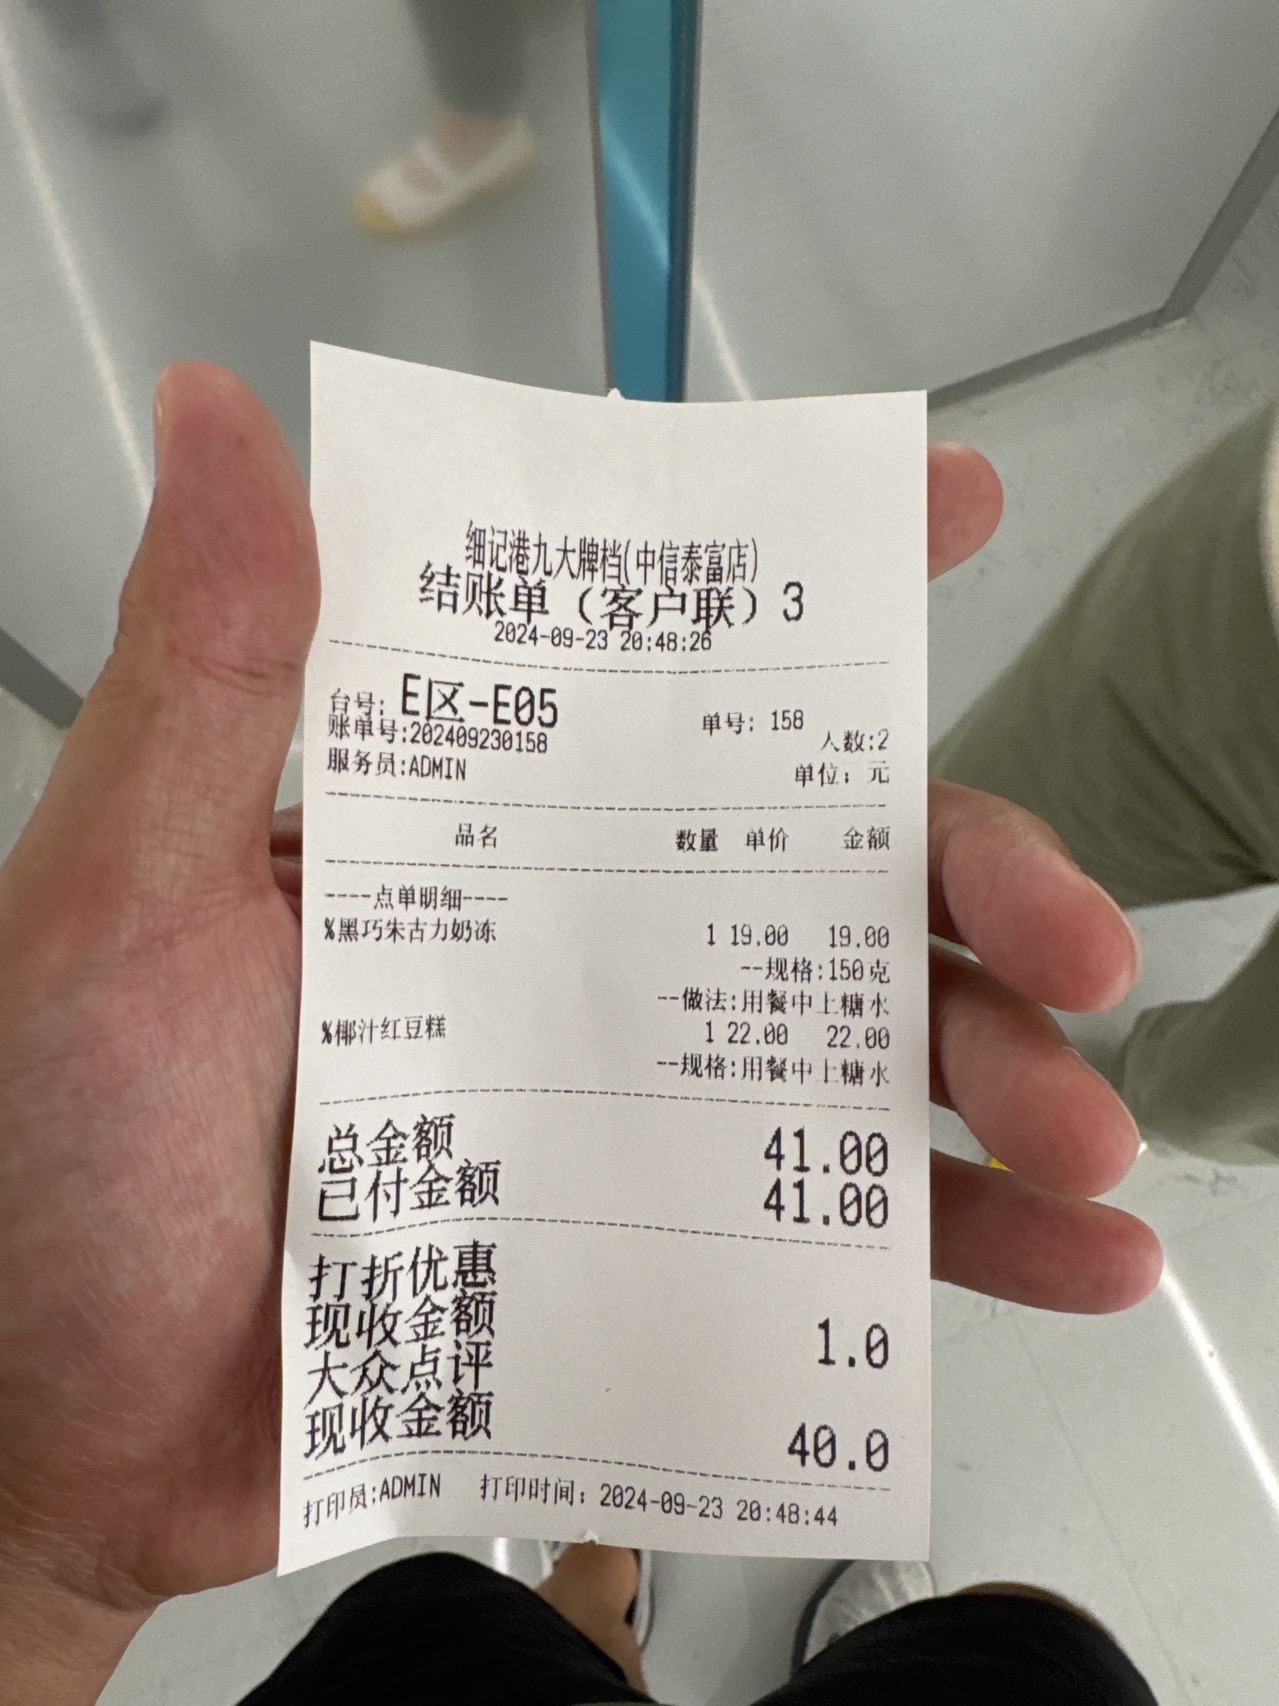 细记港九大牌档(中信泰富店)
结账单（客户联）3
2024-09-23 20:48:26
台号: E区-E05 单号: 158
账单号:202409230158 人数:2
服务员:ADMIN 单位: 元
品名 数量 单价 金额
----点单明细----
%黑巧朱古力奶冻 1 19.00 19.00
--规格:150克
--做法:用餐中上糖水
%椰汁红豆糕 1 22.00 22.00
--规格:用餐中上糖水
总金额 41.00
已付金额 41.00
打折优惠
现收金额 1.0
大众点评
现收金额 40.0
打印员:ADMIN 打印时间: 2024-09-23 20:48:44